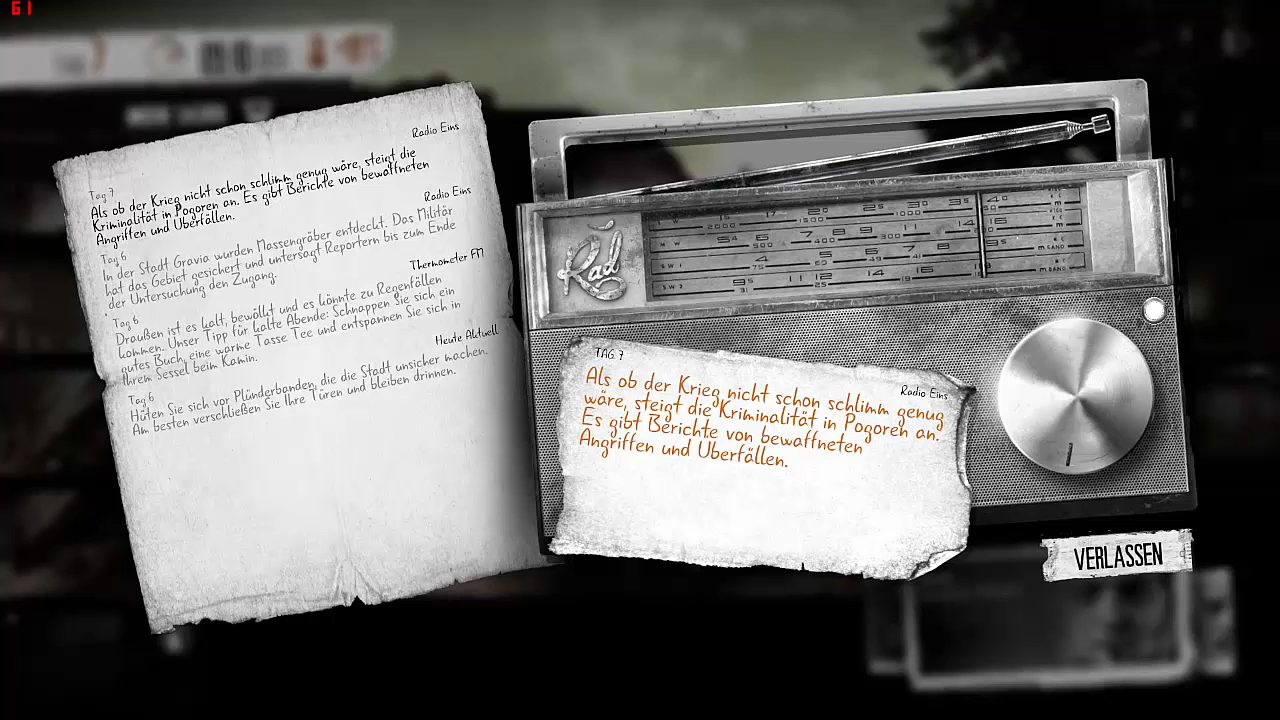 61
Radio Eins
Tag 7
Als ob der Krieg nicht schon schlimm genug wäre, steigt die
Kriminalität in Pogoren an. Es gibt Berichte von bewaffneten
Angriffen und Überfällen.
Radio Eins
Tag 6
In der Stadt Gravia wurden Massengräber entdeckt. Das Militär
hat das Gebiet gesichert und untersagt Reportern bis zum Ende
der Untersuchung den Zugang.
Thermometer FM
Tag 6
Draußen ist es kalt, bewölkt und es könnte zu Regenfällen
kommen. Unser Tipp für kalte Abende: Schnappen Sie sich ein
gutes Buch, eine warme Tasse Tee und entspannen Sie sich in
Ihrem Sessel beim Kamin.
Heute Aktuell
Tag 6
Hüten Sie sich vor Plünderbanden, die die Stadt unsicher machen.
Am besten verschließen Sie Ihre Türen und bleiben drinnen.
Rad
TAG 7
Radio Eins
Als ob der Krieg nicht schon schlimm genug
wäre, steigt die Kriminalität in Pogoren an.
Es gibt Berichte von bewaffneten
Angriffen und Überfällen.
VERLASSEN